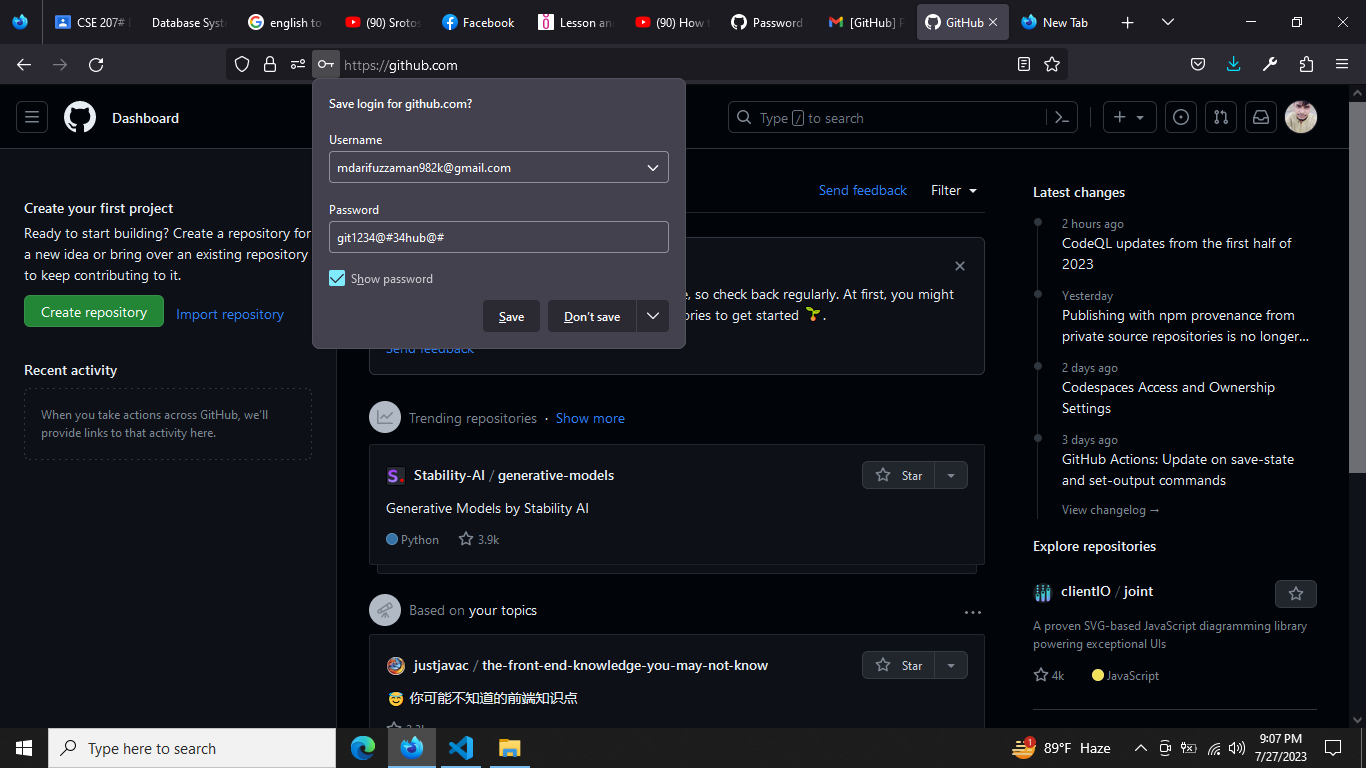 CSE 207#
Database Syst
english to
(90) Srotos
Facebook
Lesson an
(90) How
Password
[GitHub] P
GitHub
New Tab
https://github.com
Save login for github.com?
Username
mdarifuzzaman982k@gmail.com
Password
git1234@#34hub@#
Show password
Save
Don't save
Dashboard
Type / to search
Create your first project
Ready to start building? Create a repository for
a new idea or bring over an existing repository
to keep contributing to it.
Create repository
Import repository
Recent activity
When you take actions across GitHub, we'll
provide links to that activity here.
Send feedback
Filter
, so check back regularly. At first, you might
ories to get started 🌱.
Send feedback
Trending repositories · Show more
Stability-AI / generative-models
Star
Generative Models by Stability AI
Python
3.9k
Based on your topics
justjavac / the-front-end-knowledge-you-may-not-know
Star
😇 你可能不知道的前端知识点
Latest changes
2 hours ago
CodeQL updates from the first half of
2023
Yesterday
Publishing with npm provenance from
private source repositories is no longer...
2 days ago
Codespaces Access and Ownership
Settings
3 days ago
GitHub Actions: Update on save-state
and set-output commands
View changelog →
Explore repositories
clientIO / joint
A proven SVG-based JavaScript diagramming library
powering exceptional UIs
4k
JavaScript
Type here to search
1
89°F Haze
9:07 PM
7/27/2023